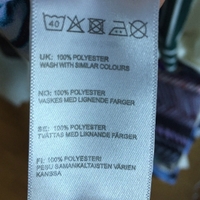 40
UK: 100% POLYESTER
WASH WITH SIMILAR COLOURS
NO: 100% POLYESTER
VASKES MED LIGNENDE FARGER
SE: 100% POLYESTER
TVÄTTAS MED LIKNANDE FÄRGER
FI: 100% POLYESTERI
PESU SAMANKALTAISTEN VÄRIEN
KANSSA